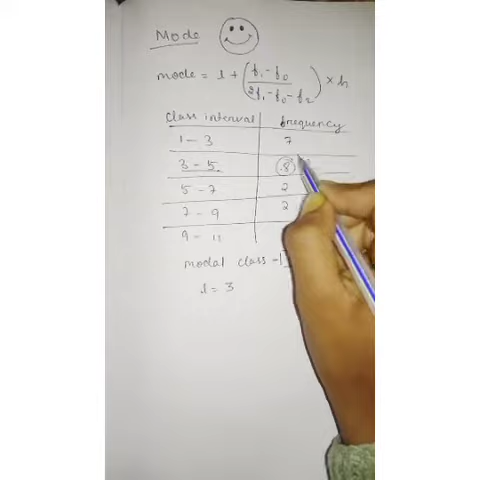 Mode
mode = l + (f₁ - f₀ / 2f₁ - f₀ - f₂) × h
class interval frequency
1 - 3 7
3 - 5 8
5 - 7 2
7 - 9 2
9 - 11
modal class -
l = 3